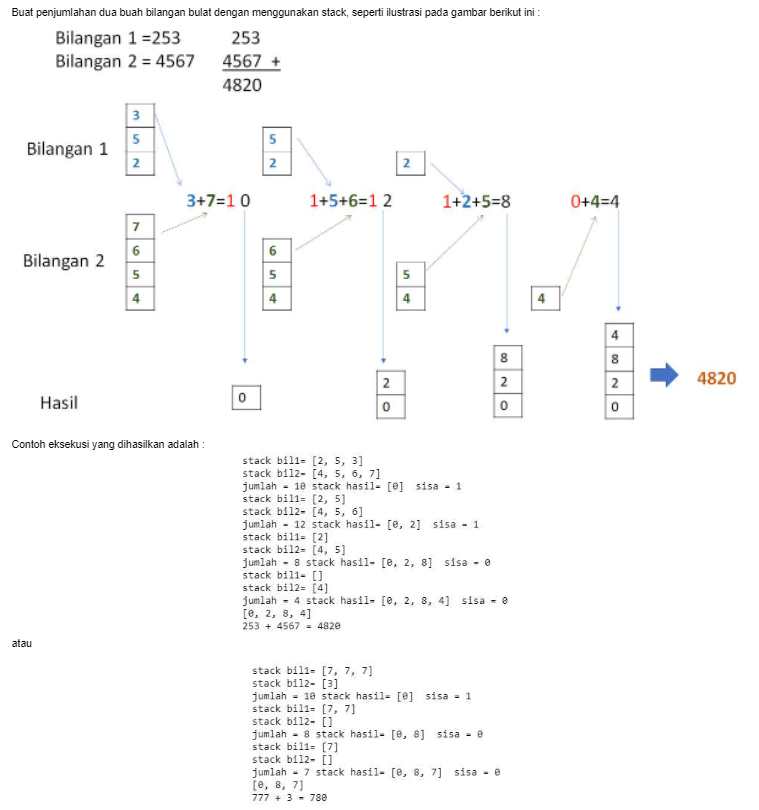 Buat penjumlahan dua buah bilangan bulat dengan menggunakan stack, seperti ilustrasi pada gambar berikut ini :
Bilangan 1 =253 253
Bilangan 2 = 4567 4567 +
4820
Bilangan 1
3
5
2
5
2
2
3+7=1 0 1+5+6=1 2 1+2+5=8 0+4=4
Bilangan 2
7
6
5
4
6
5
4
5
4
4
Hasil
0
2
0
8
2
0
4
8
2
0
4820
Contoh eksekusi yang dihasilkan adalah :
stack bil1= [2, 5, 3]
stack bil2= [4, 5, 6, 7]
jumlah = 10 stack hasil= [0] sisa = 1
stack bil1= [2, 5]
stack bil2= [4, 5, 6]
jumlah = 12 stack hasil= [0, 2] sisa = 1
stack bil1= [2]
stack bil2= [4, 5]
jumlah = 8 stack hasil= [0, 2, 8] sisa = 0
stack bil1= []
stack bil2= [4]
jumlah = 4 stack hasil= [0, 2, 8, 4] sisa = 0
[0, 2, 8, 4]
253 + 4567 = 4820
atau
stack bil1= [7, 7, 7]
stack bil2= [3]
jumlah = 10 stack hasil= [0] sisa = 1
stack bil1= [7, 7]
stack bil2= []
jumlah = 8 stack hasil= [0, 8] sisa = 0
stack bil1= [7]
stack bil2= []
jumlah = 7 stack hasil= [0, 8, 7] sisa = 0
[0, 8, 7]
777 + 3 = 780